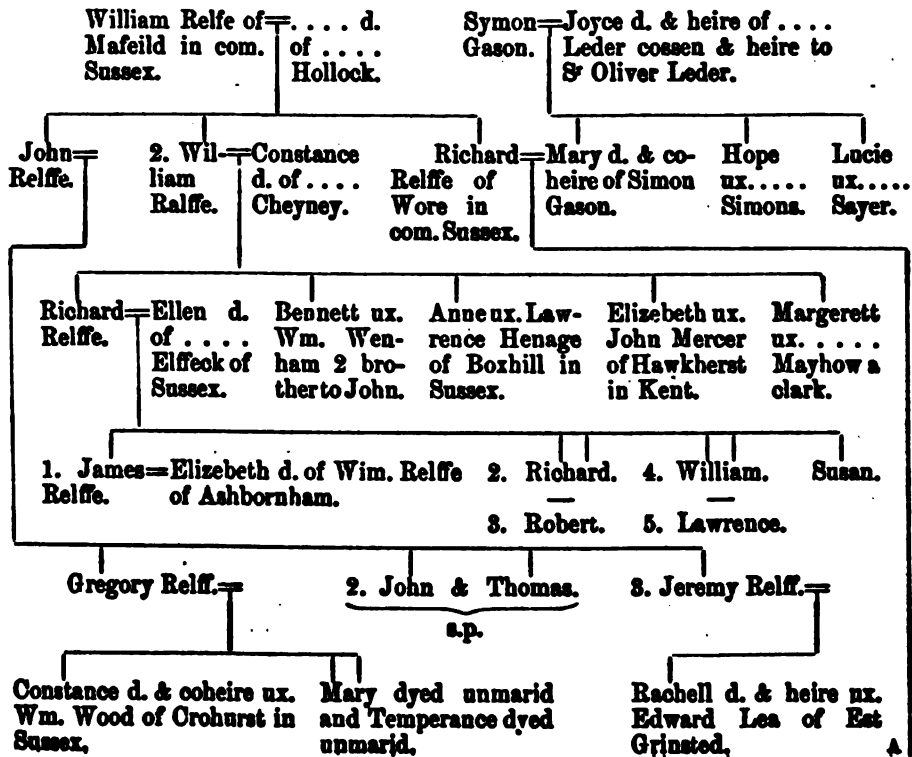 William Relfe of=. . . . d.
Mafeild in com. of . . . .
Sussex. Hollock.
Symon=Joyce d. & heire of . . . .
Gason. Leder cossen & heire to
Sr Oliver Leder.
John=
Relffe.
2. Wil-=Constance
liam d. of . . . .
Ralffe. Cheyney.
Richard=Mary d. & co-
Relffe of heire of Simon
Wore in Gason.
com. Sussex.
Hope
ux. . . . .
Simons.
Lucie
ux. . . . .
Sayer.
Richard=Ellen d.
Relffe. of . . . .
Elffeck of
Sussex.
Bennett ux.
Wm. Wen-
ham 2 bro-
ther to John.
Anne ux. Law-
rence Henage
of Boxhill in
Sussex.
Elizebeth ux.
John Mercer
of Hawkherst
in Kent.
Margerett
ux. . . . . .
Mayhow a
clark.
1. James=Elizebeth d. of Wim. Relffe
Relffe. of Ashbornham.
2. Richard.
3. Robert.
4. William.
5. Lawrence.
Susan.
Gregory Relff.=
2. John & Thomas.
s.p.
3. Jeremy Relff.=
Constance d. & coheire ux.
Wm. Wood of Crohurst in
Sussex.
Mary dyed unmarid
and Temperance dyed
unmarid.
Rachell d. & heire ux.
Edward Lea of Est
Grinsted.
A